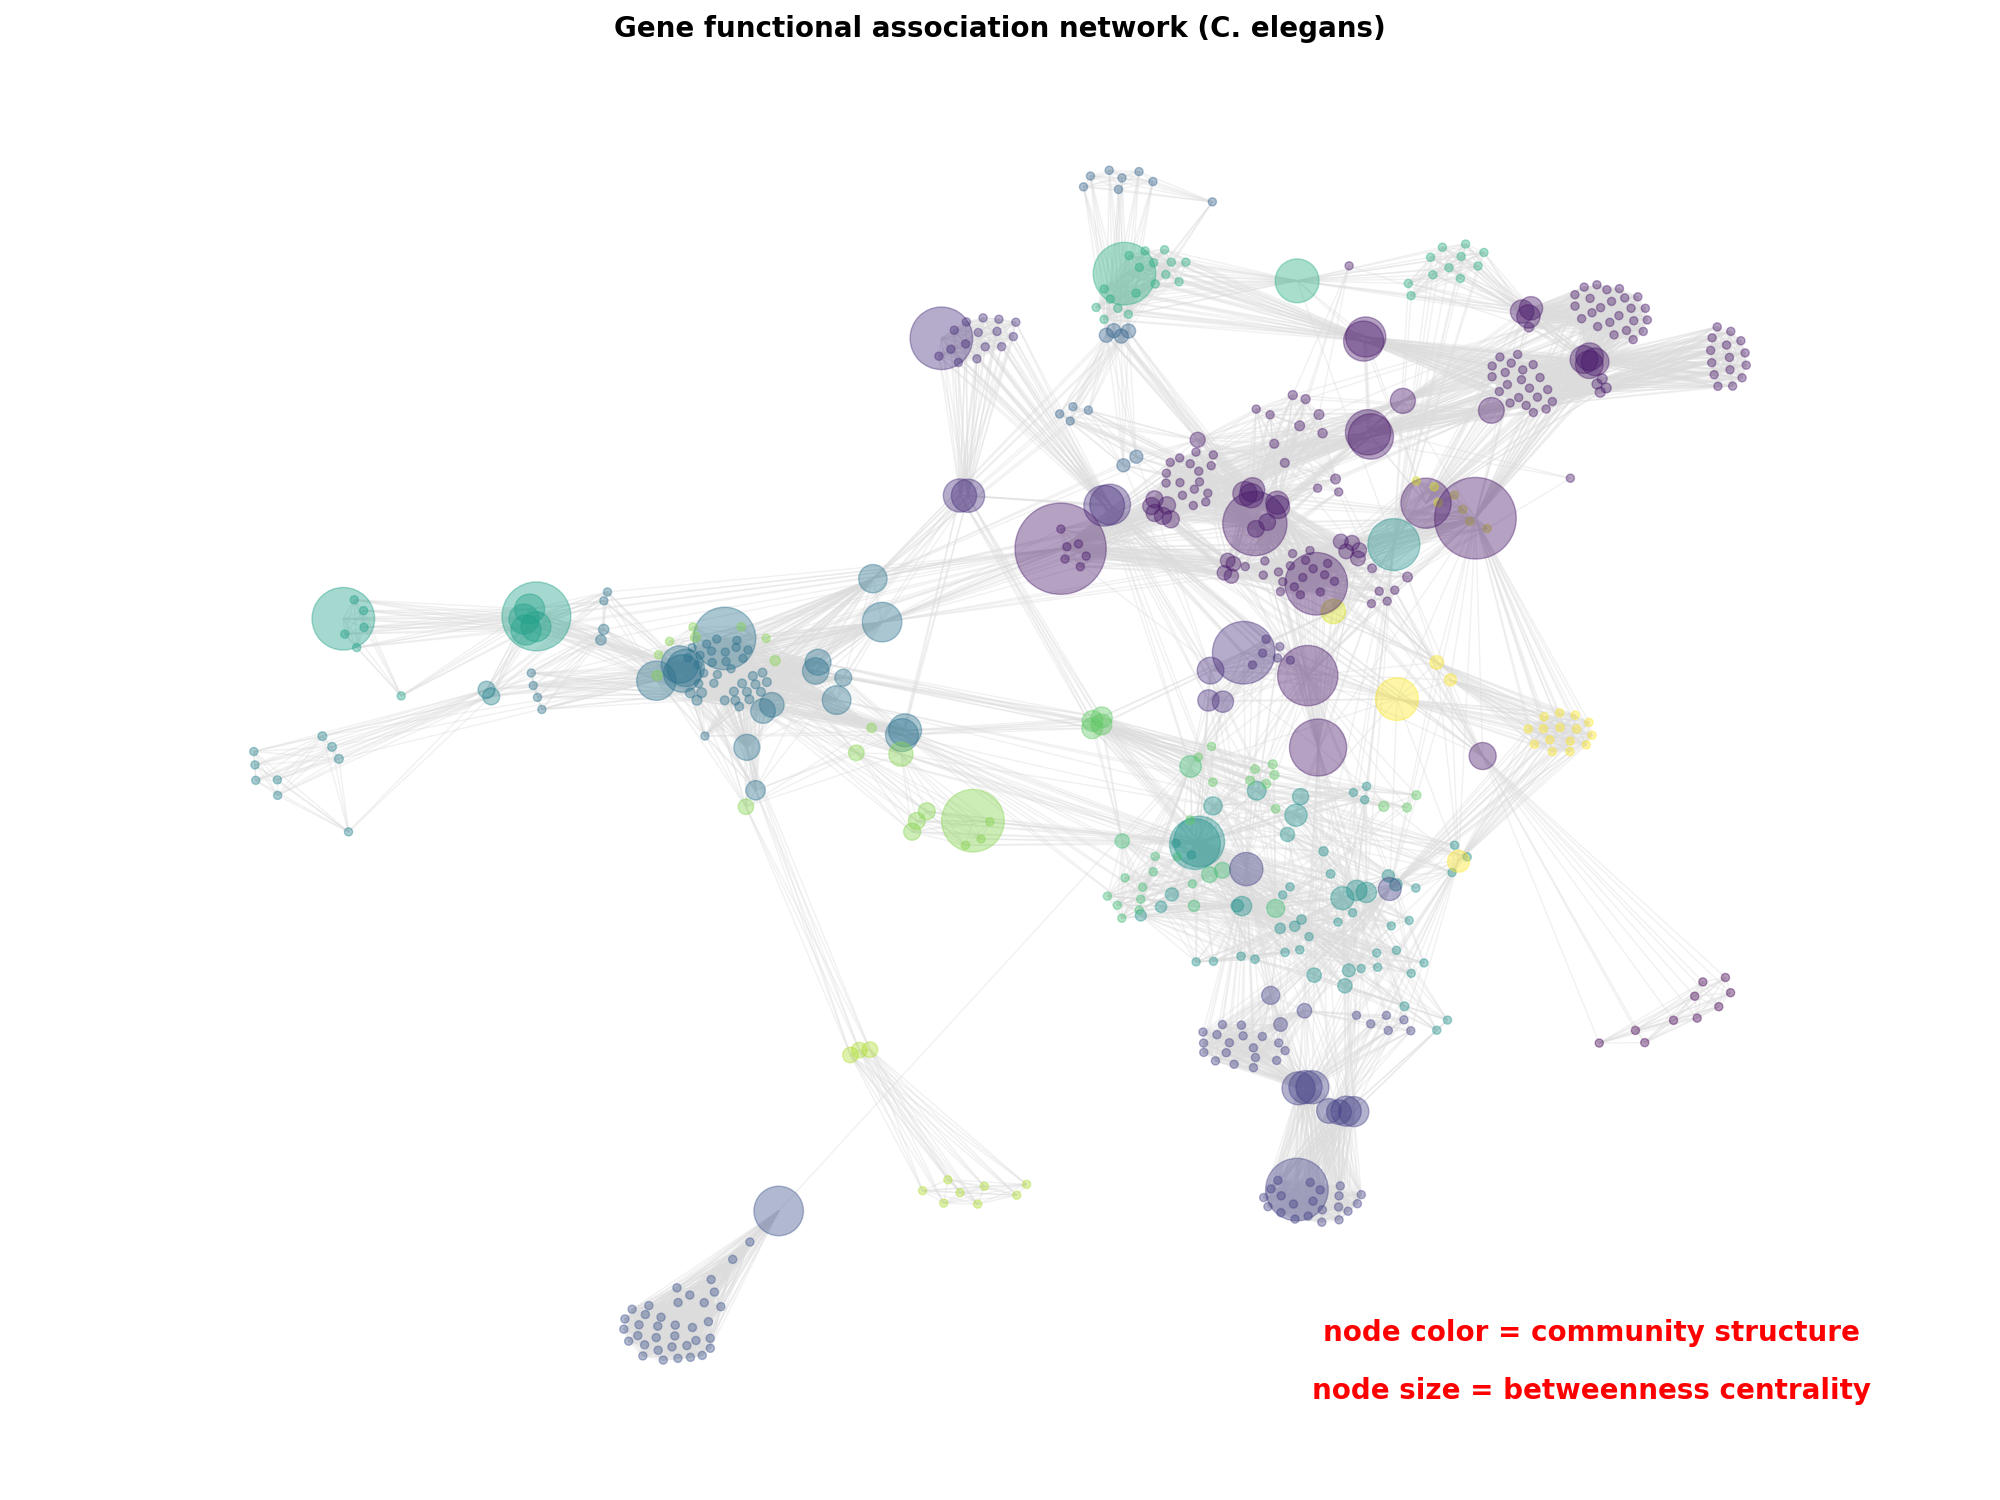 Gene functional association network (C. elegans)
node color = community structure
node size = betweenness centrality